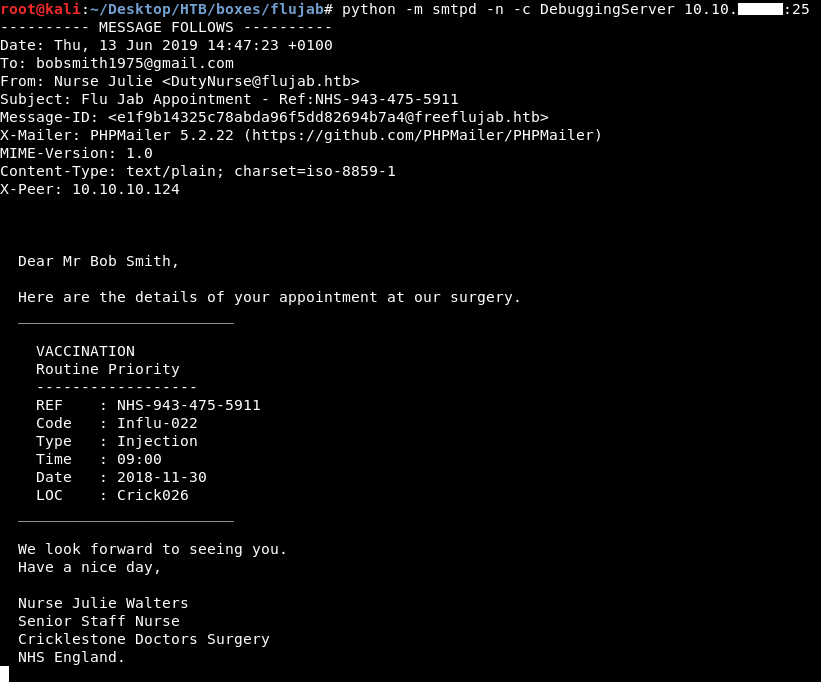 root@kali:~/Desktop/HTB/boxes/flujab# python -m smtpd -n -c DebuggingServer 10.10.:25
---------- MESSAGE FOLLOWS ----------
Date: Thu, 13 Jun 2019 14:47:23 +0100
To: bobsmith1975@gmail.com
From: Nurse Julie <DutyNurse@flujab.htb>
Subject: Flu Jab Appointment - Ref:NHS-943-475-5911
Message-ID: <e1f9b14325c78abda96f5dd82694b7a4@freeflujab.htb>
X-Mailer: PHPMailer 5.2.22 (https://github.com/PHPMailer/PHPMailer)
MIME-Version: 1.0
Content-Type: text/plain; charset=iso-8859-1
X-Peer: 10.10.10.124
Dear Mr Bob Smith,
Here are the details of your appointment at our surgery.
________________________
VACCINATION
Routine Priority
------------------
REF    : NHS-943-475-5911
Code   : Influ-022
Type   : Injection
Time   : 09:00
Date   : 2018-11-30
LOC    : Crick026
________________________
We look forward to seeing you.
Have a nice day,
Nurse Julie Walters
Senior Staff Nurse
Cricklestone Doctors Surgery
NHS England.